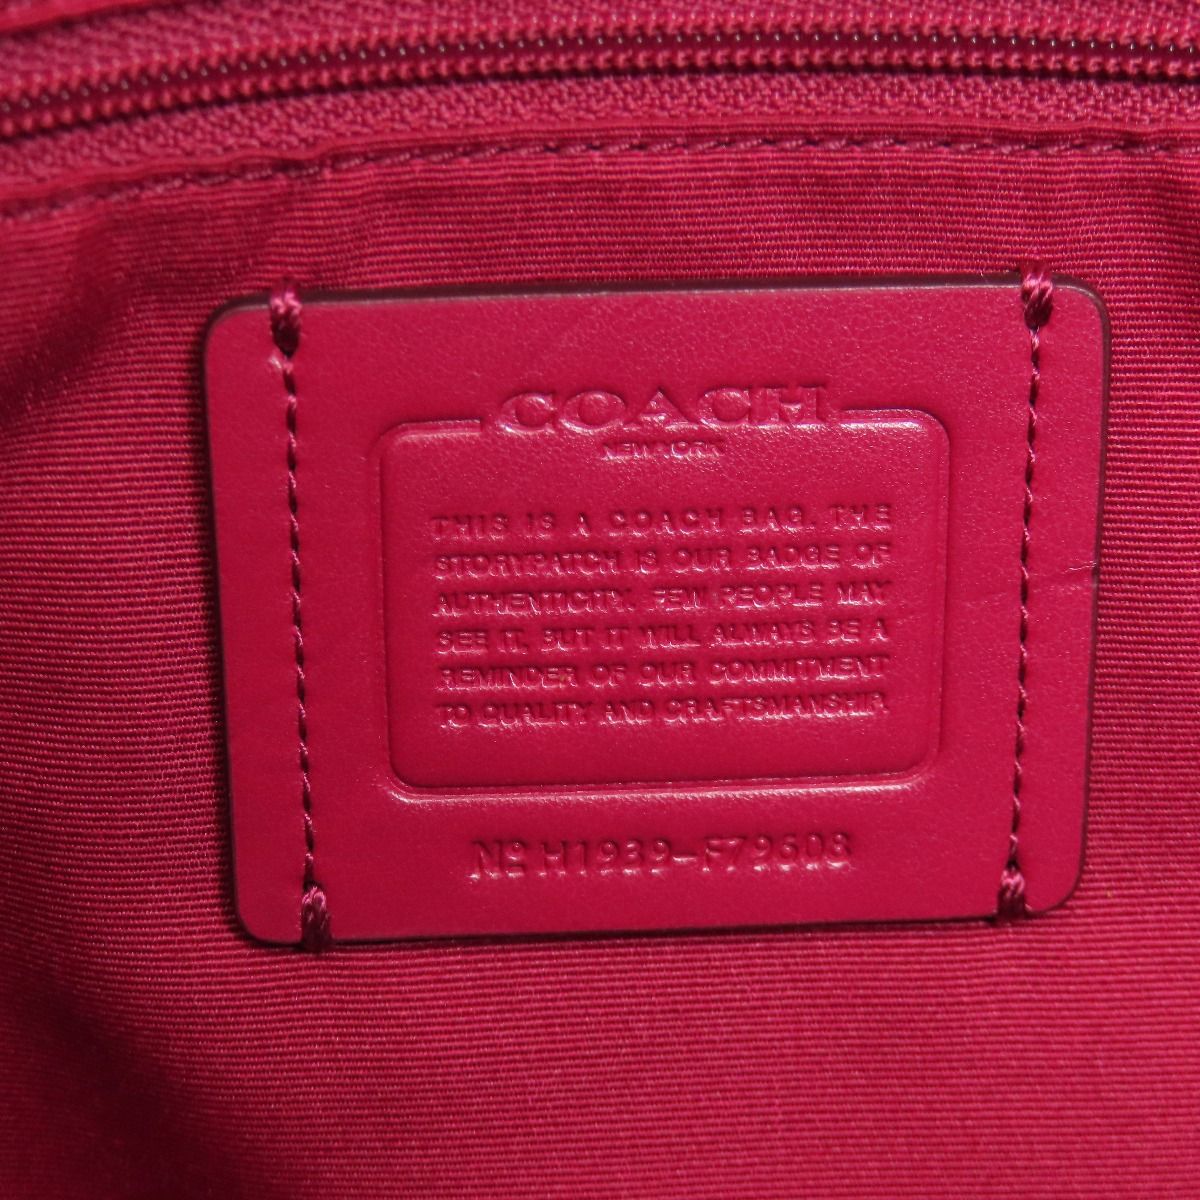 COACH
NEW YORK
THIS IS A COACH BAG. THE
STORYPATCH IS OUR BADGE OF
AUTHENTICITY. FEW PEOPLE MAY
SEE IT, BUT IT WILL ALWAYS BE A
REMINDER OF OUR COMMITMENT
TO QUALITY AND CRAFTSMANSHIP.
Nº H1939-F79608